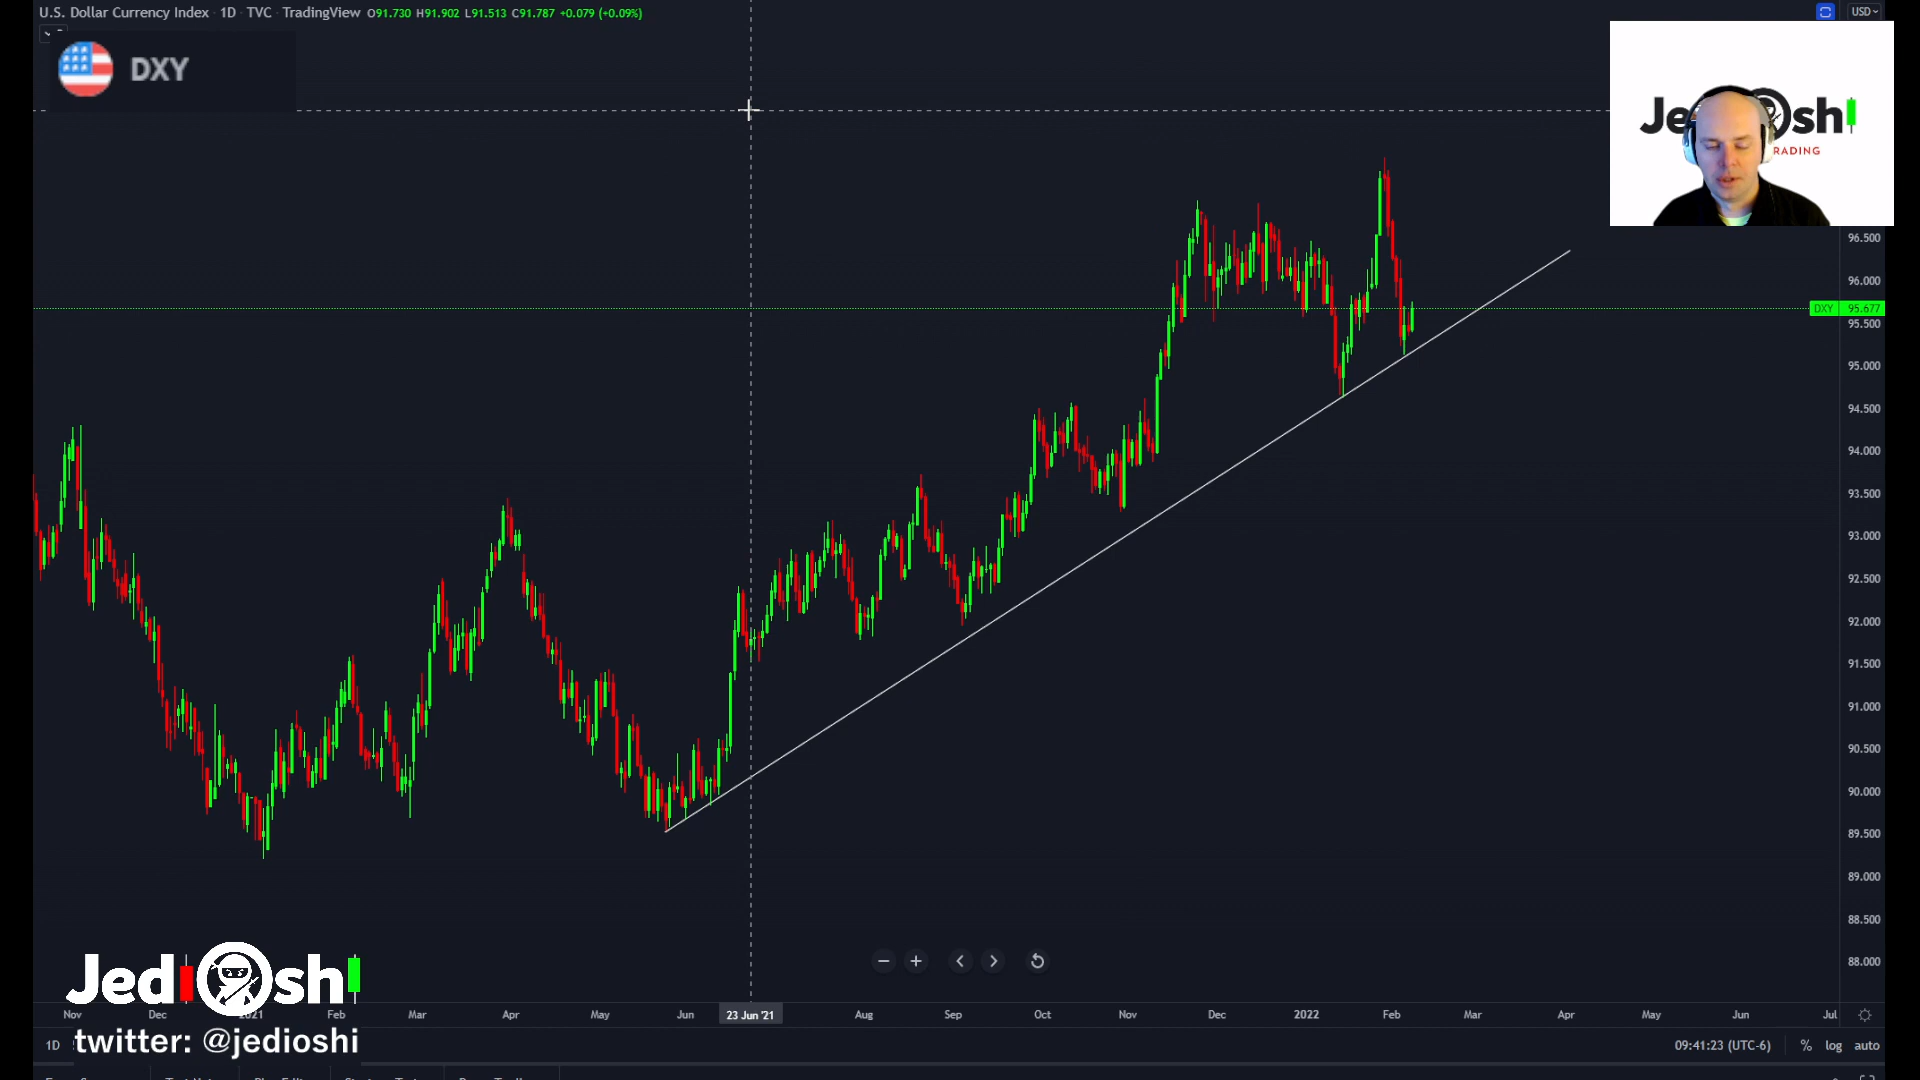 U.S. Dollar Currency Index · 1D · TVC · TradingView O91.730 H91.902 L91.513 C91.787 +0.079 (+0.09%)
USD
DXY
JediOshi
TRADING
96.500
96.000
DXY 95.677
95.500
95.000
94.500
94.000
93.500
93.000
92.500
92.000
91.500
91.000
90.500
90.000
89.500
89.000
88.500
88.000
JediOshi
Nov Dec 2021 Feb Mar Apr May Jun 23 Jun '21 Aug Sep Oct Nov Dec 2022 Feb Mar Apr May Jun Jul
1D
twitter: @jedioshi
09:41:23 (UTC-6) % log auto